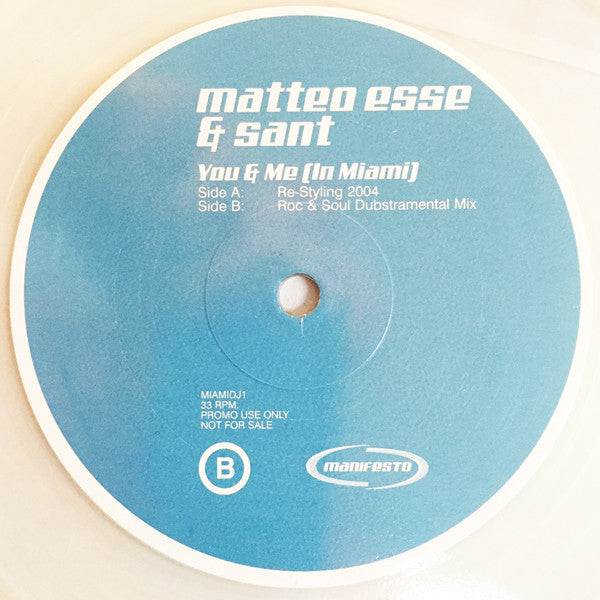 matteo esse
& sant
You & Me (In Miami)
Side A: Re-Styling 2004
Side B: Roc & Soul Dubstramental Mix
MIAMIDJ1
33 RPM.
PROMO USE ONLY
NOT FOR SALE
B
manifesto